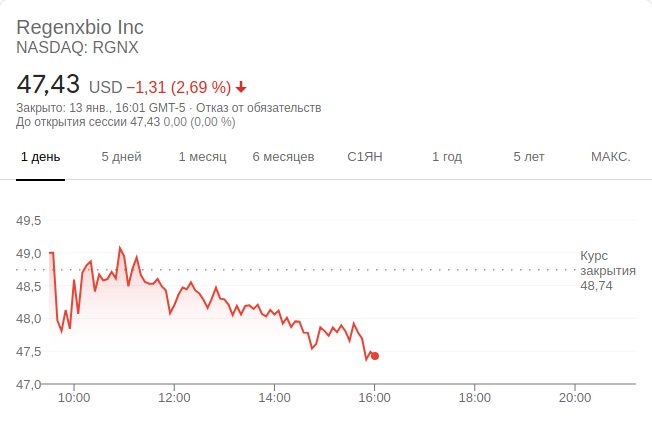 Regenxbio Inc
NASDAQ: RGNX
47,43 USD −1,31 (2,69 %)
Закрыто: 13 янв., 16:01 GMT-5 · Отказ от обязательств
До открытия сессии 47,43 0,00 (0,00 %)
1 день 5 дней 1 месяц 6 месяцев С1ЯН 1 год 5 лет МАКС.
49,5
49,0
48,5
48,0
47,5
47,0
Курс
закрытия
48,74
10:00 12:00 14:00 16:00 18:00 20:00